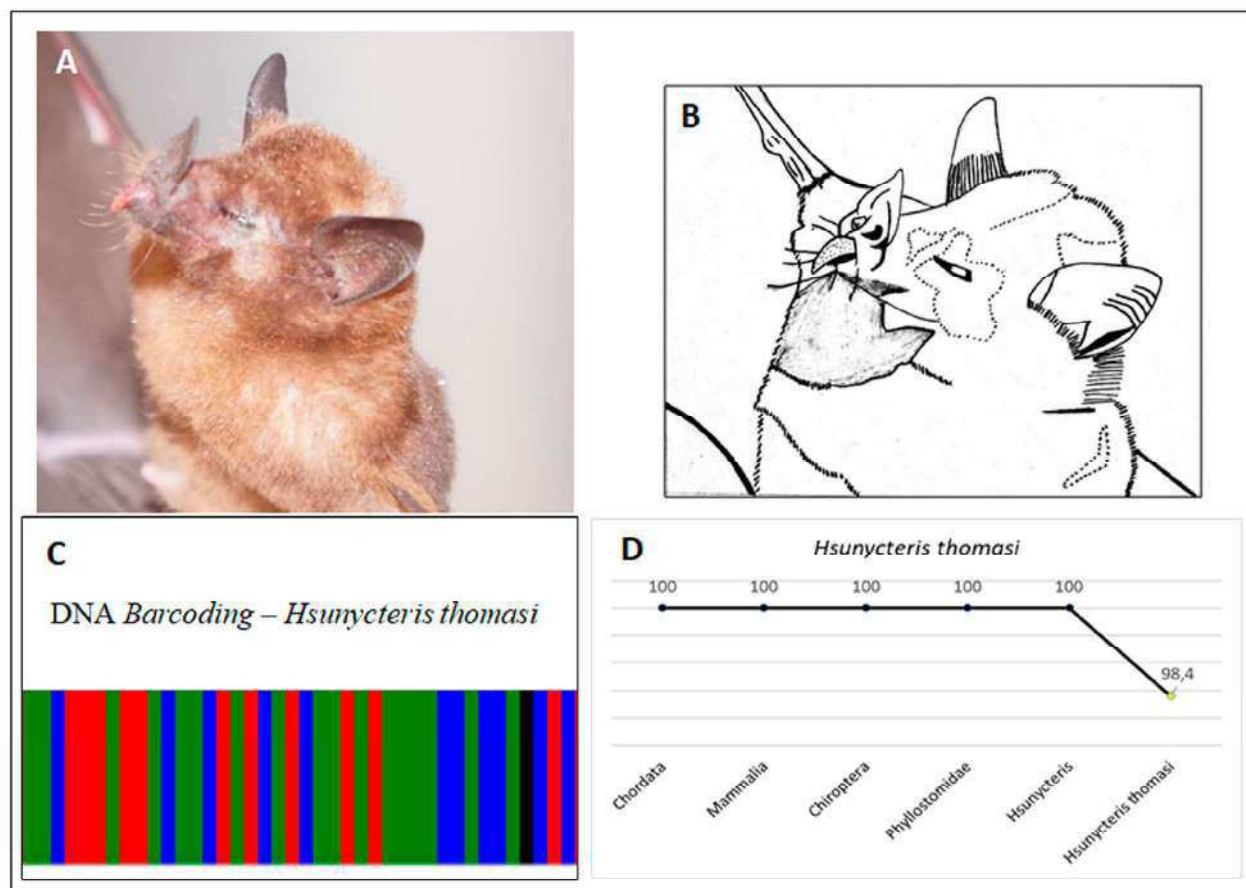 A
B
C
DNA Barcoding – Hsunycteris thomasi
D
Hsunycteris thomasi
100 100 100 100 100
98,4
Chordata
Mammalia
Chiroptera
Phyllostomidae
Hsunycteris
Hsunycteris thomasi